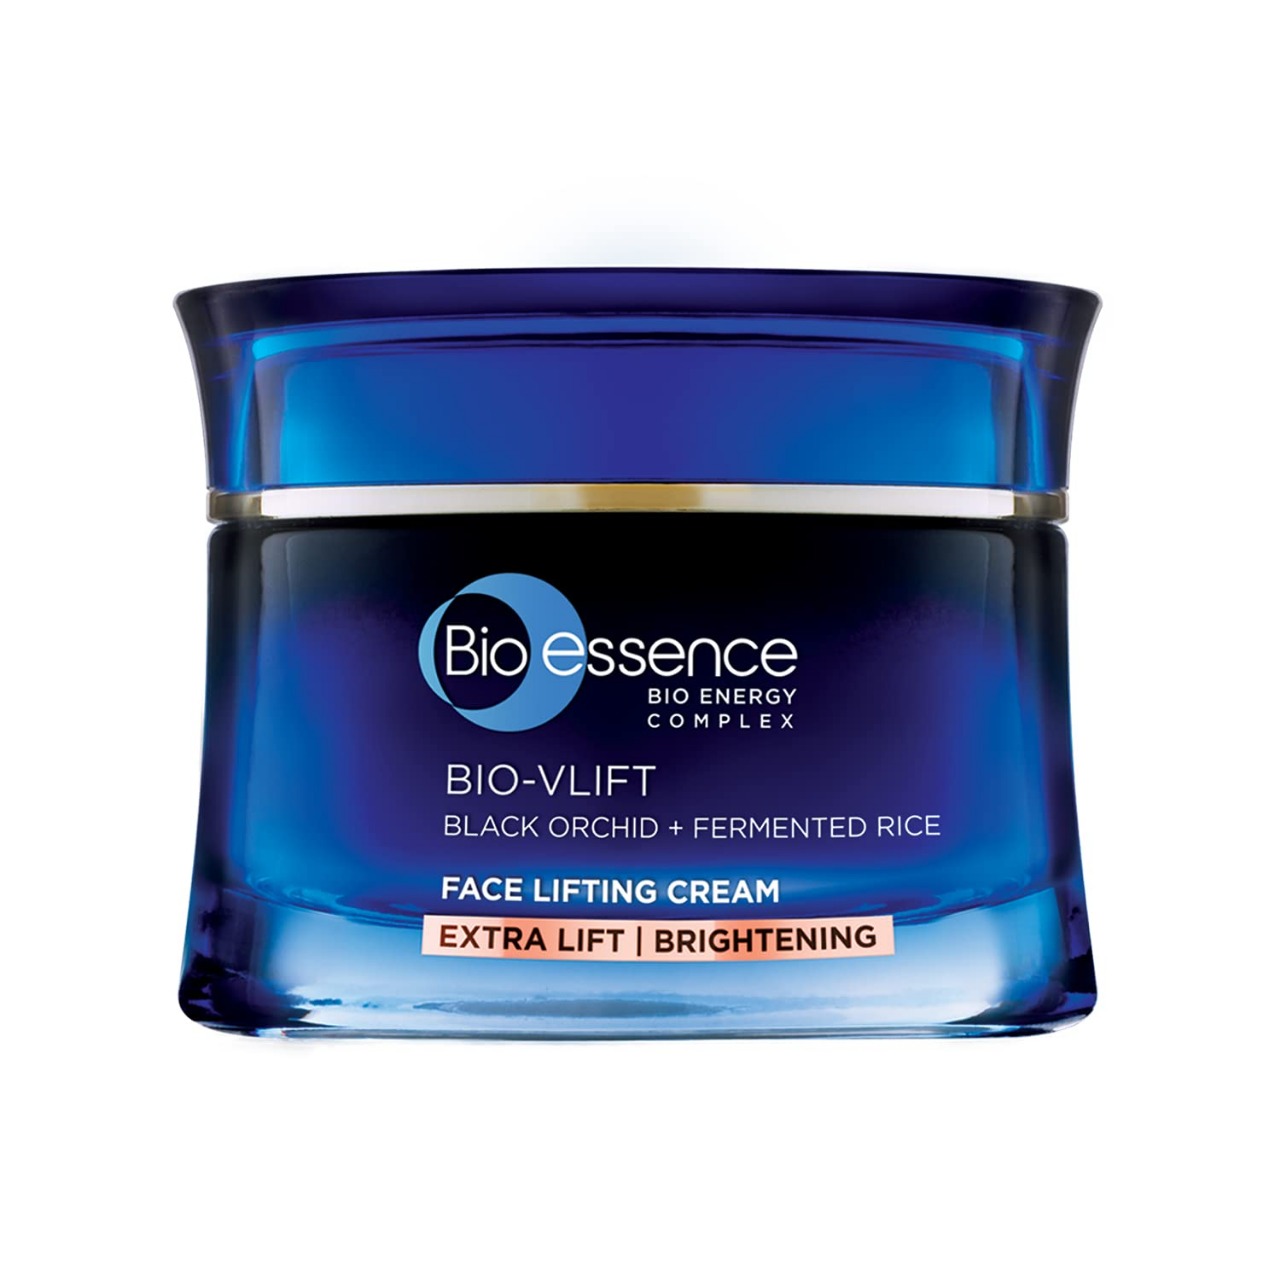 Bio essence
BIO ENERGY
COMPLEX
BIO-VLIFT
BLACK ORCHID + FERMENTED RICE
FACE LIFTING CREAM
EXTRA LIFT | BRIGHTENING